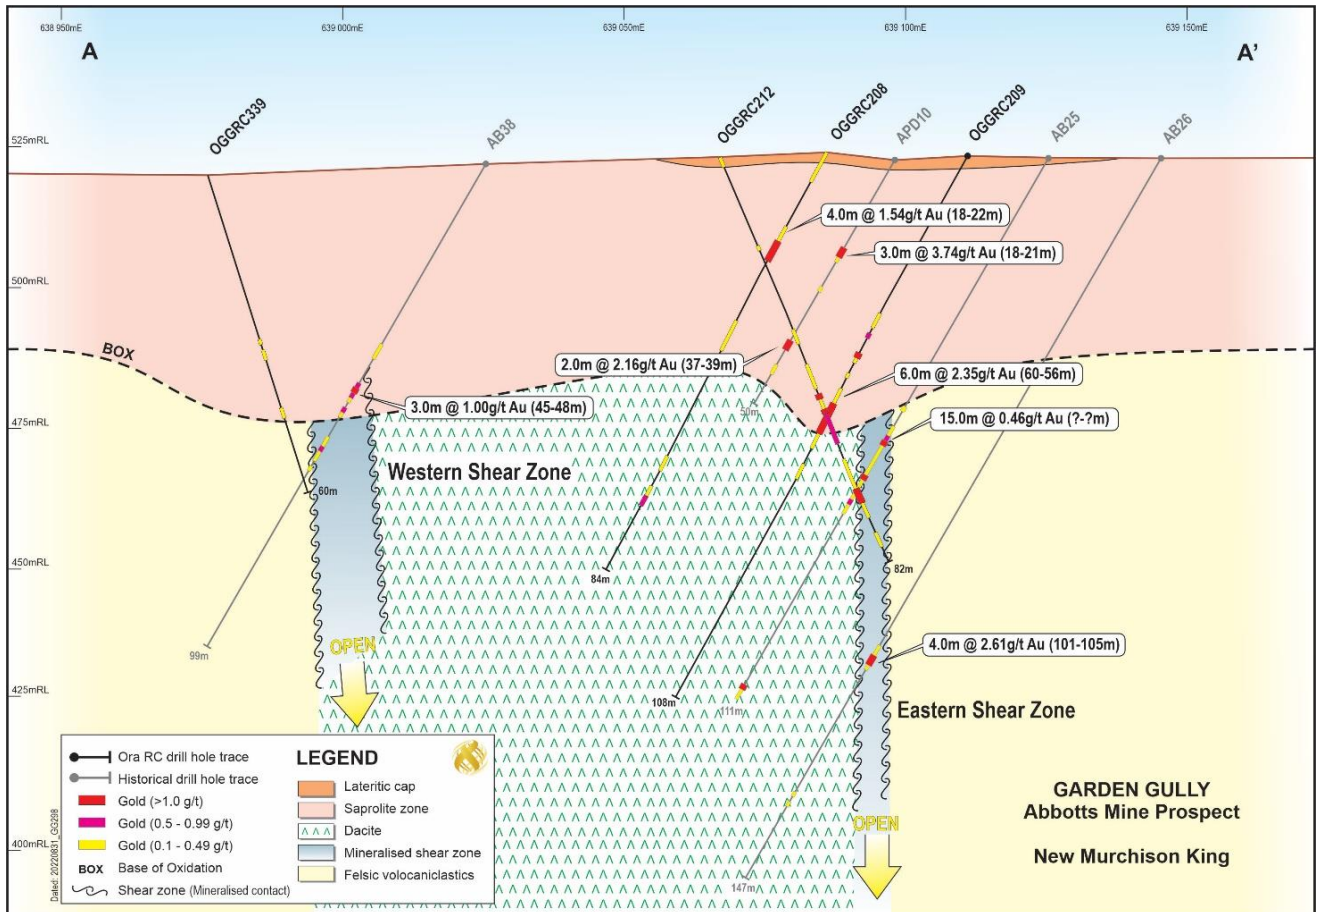 638 950mE
639 000mE
639 050mE
639 100mE
639 150mE
A
A'
OGGRC339
AB38
OGGRC212
OGGRC208
APD10
OGGRC209
AB25
AB26
525mRL
4.0m @ 1.54g/t Au (18-22m)
3.0m @ 3.74g/t Au (18-21m)
500mRL
BOX
2.0m @ 2.16g/t Au (37-39m)
6.0m @ 2.35g/t Au (60-56m)
3.0m @ 1.00g/t Au (45-48m)
50m
15.0m @ 0.46g/t Au (?-?m)
475mRL
Western Shear Zone
60m
450mRL
84m
82m
OPEN
99m
4.0m @ 2.61g/t Au (101-105m)
425mRL
108m
111m
Eastern Shear Zone
LEGEND
Ora RC drill hole trace
Historical drill hole trace
Gold (>1.0 g/t)
Gold (0.5 - 0.99 g/t)
Gold (0.1 - 0.49 g/t)
BOX Base of Oxidation
Shear zone (Mineralised contact)
Lateritic cap
Saprolite zone
Dacite
Mineralised shear zone
Felsic volocaniclastics
Dated: 20220831_GG298
GARDEN GULLY
Abbotts Mine Prospect
New Murchison King
OPEN
400mRL
147m